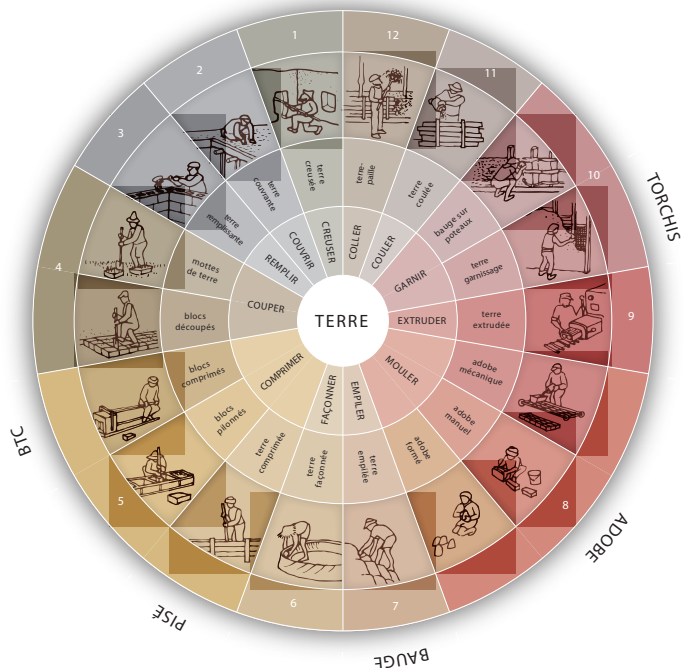 TERRE
CREUSER
COLLER
COULER
GARNIR
EXTRUDER
MOULER
EMPILER
FAÇONNER
COMPRIMER
COUPER
REMPLIR
COUVRIR
terre
creusée
terre-
paille
terre
coulée
bauge sur
poteaux
terre
garnissage
terre
extrudée
adobe
mécanique
adobe
manuel
adobe
formé
terre
empilée
terre
façonnée
terre
comprimée
blocs
pilonnés
blocs
comprimés
blocs
découpés
mottes
de terre
terre
remplissante
terre
couvrante
1
12
11
10
9
8
7
6
5
4
3
2
TORCHIS
ADOBE
BAUGE
PISÉ
BTC